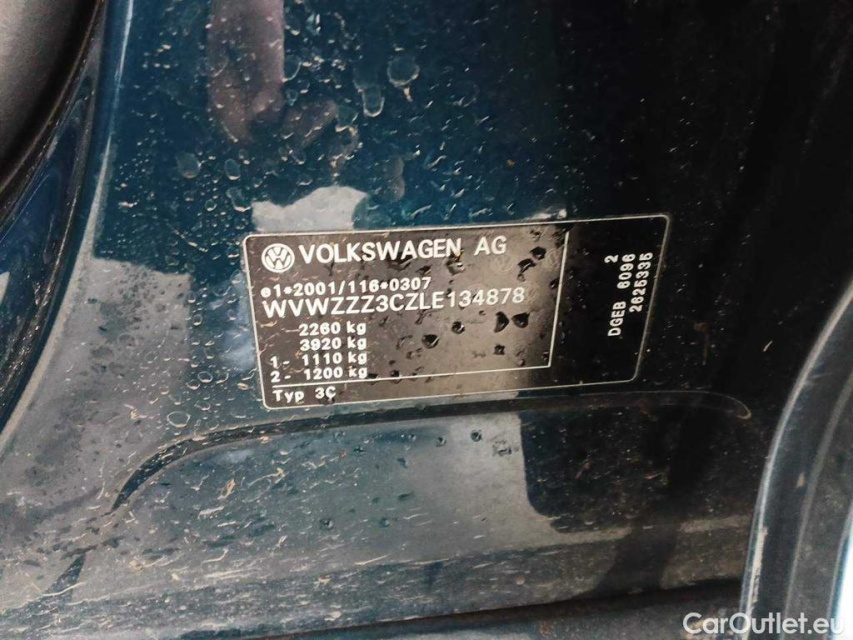 VOLKSWAGEN AG
e1*2001/116*0307
WVWZZZ3CZLE134878
2260 kg
3920 kg
1- 1110 kg
2- 1200 kg
Typ 3C
2
DGEB 6096
2625335
CarOutlet.eu